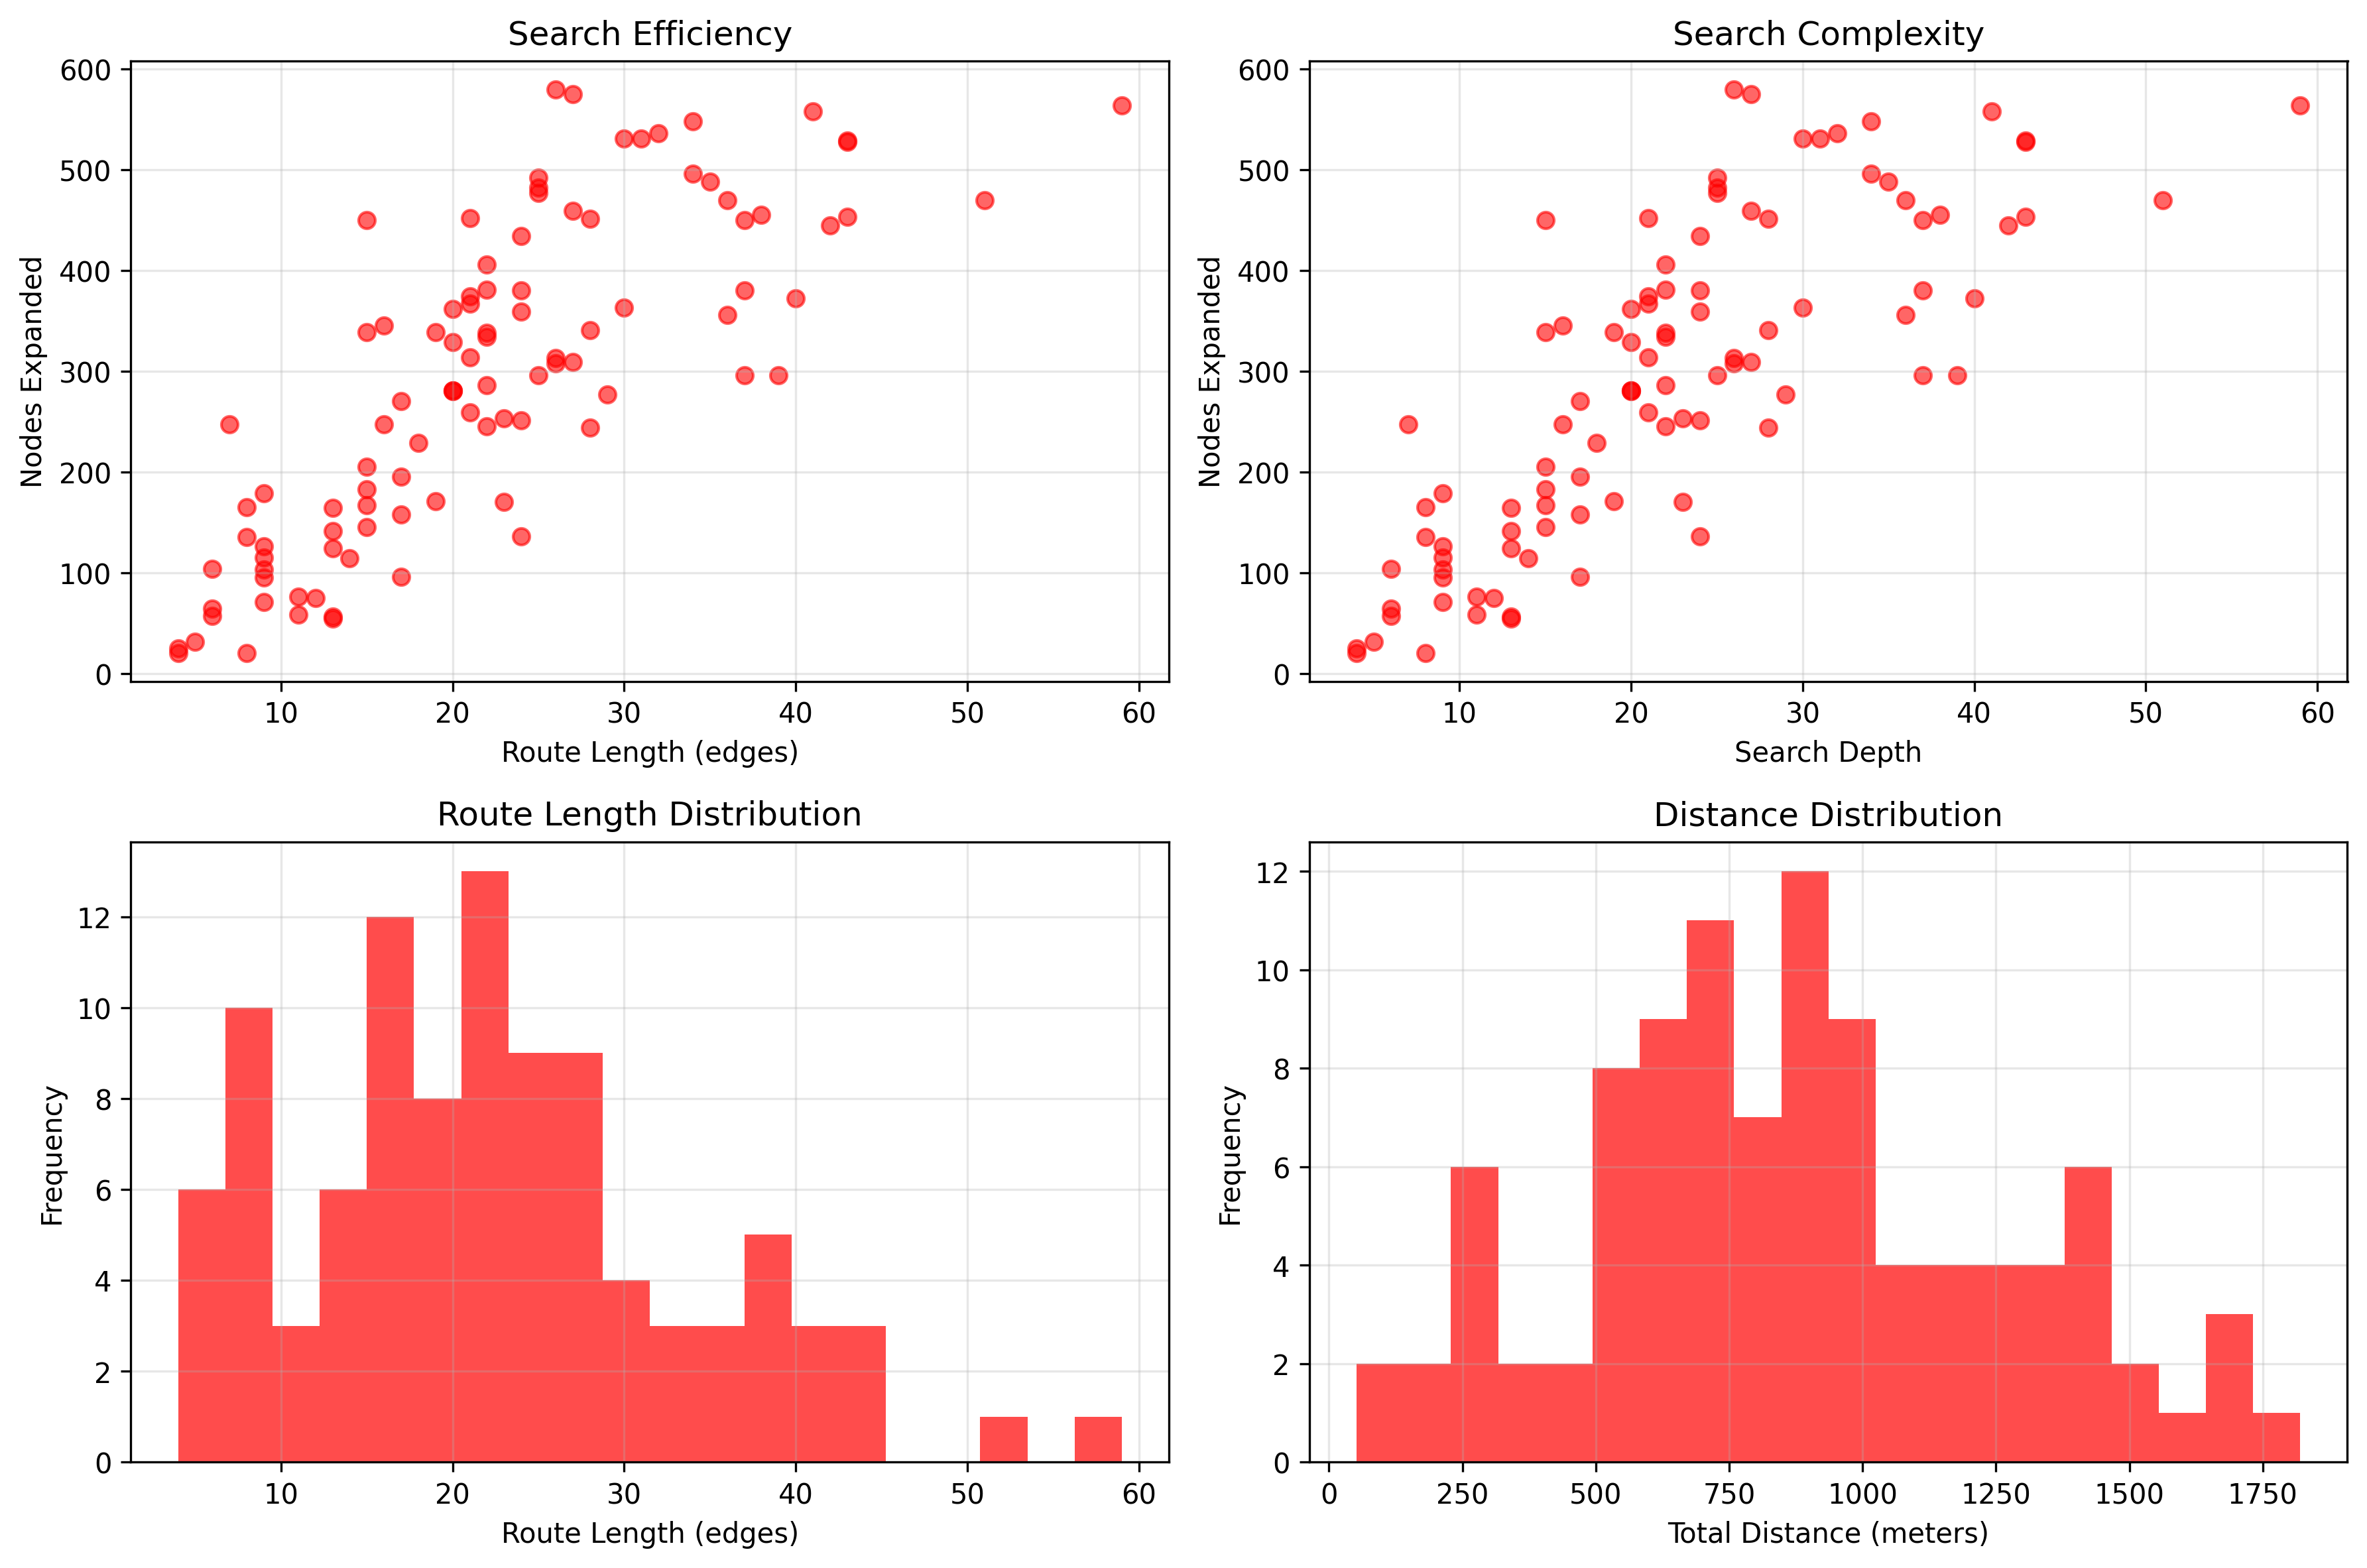 Search Efficiency
600
500
400
300
200
100
0
Nodes Expanded
10 20 30 40 50 60
Route Length (edges)
Search Complexity
600
500
400
300
200
100
0
Nodes Expanded
10 20 30 40 50 60
Search Depth
Route Length Distribution
12
10
8
6
4
2
0
Frequency
10 20 30 40 50 60
Route Length (edges)
Distance Distribution
12
10
8
6
4
2
0
Frequency
0 250 500 750 1000 1250 1500 1750
Total Distance (meters)